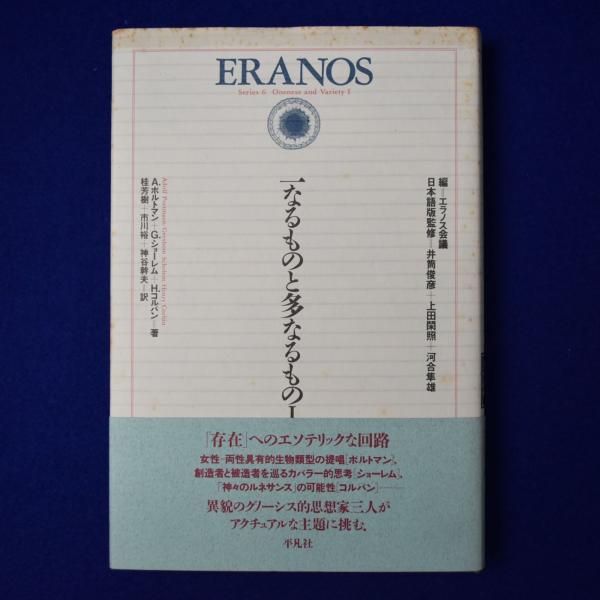 ERANOS
Series 6 Oneness and Variety I
編=エラノス会議
日本語版監修=井筒俊彦+上田閑照+河合隼雄
一なるものと多なるものI
Adolf Portmann Gershom Scholem Henry Corbin
A.ポルトマン+G.ショーレム+H.コルバン=著
桂芳樹+市川裕+神谷幹夫=訳
「存在」へのエソテリックな回路
女性-両性具有的生物類型の提唱[ポルトマン]、
創造者と被造者を巡るカバラー的思考[ショーレム]、
「神々のルネサンス」の可能性[コルバン]――
異貌のグノーシス的思想家三人が
アクチュアルな主題に挑む。
平凡社